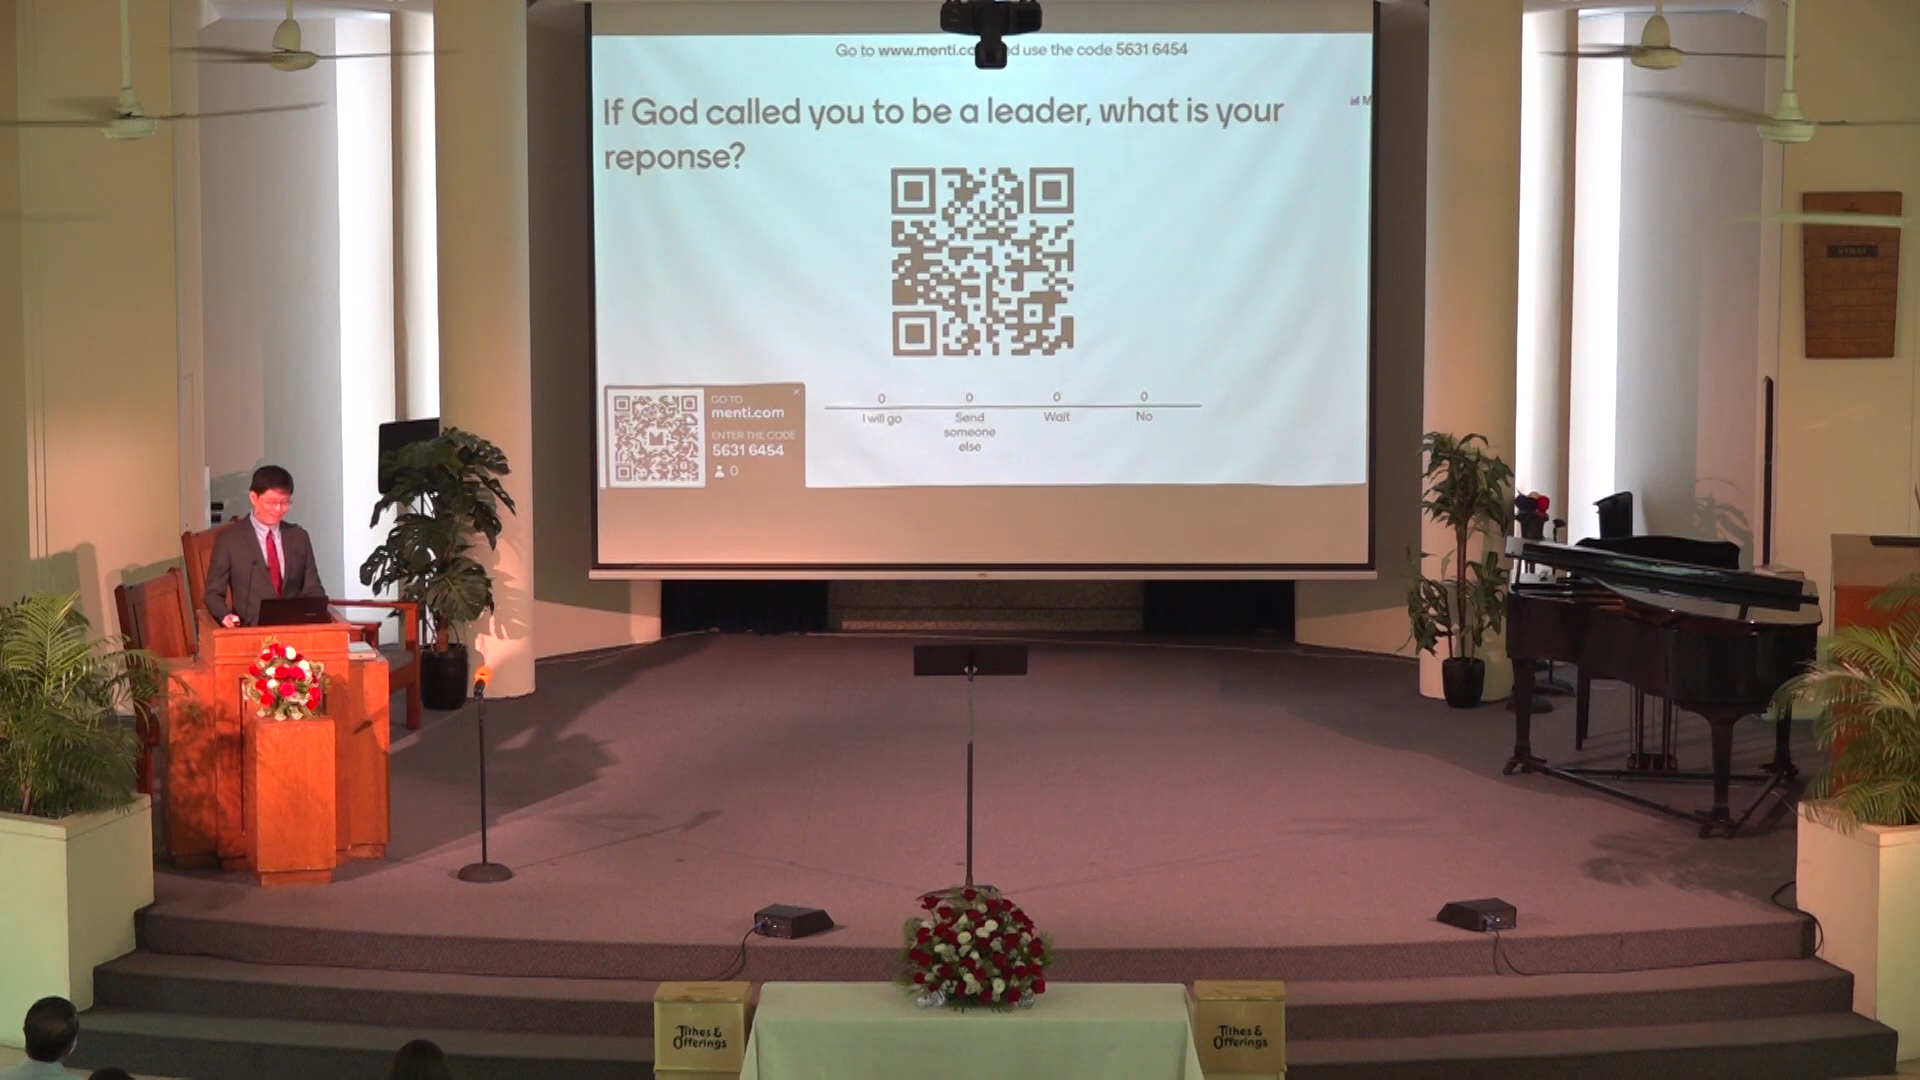 Go to www.menti.co nd use the code 5631 6454
If God called you to be a leader, what is your
reponse?
M
GO TO
menti.com
ENTER THE CODE
5631 6454
0
0 0 0 0
I will go Send someone else Wait No
Tithes & Offerings
Tithes & Offerings